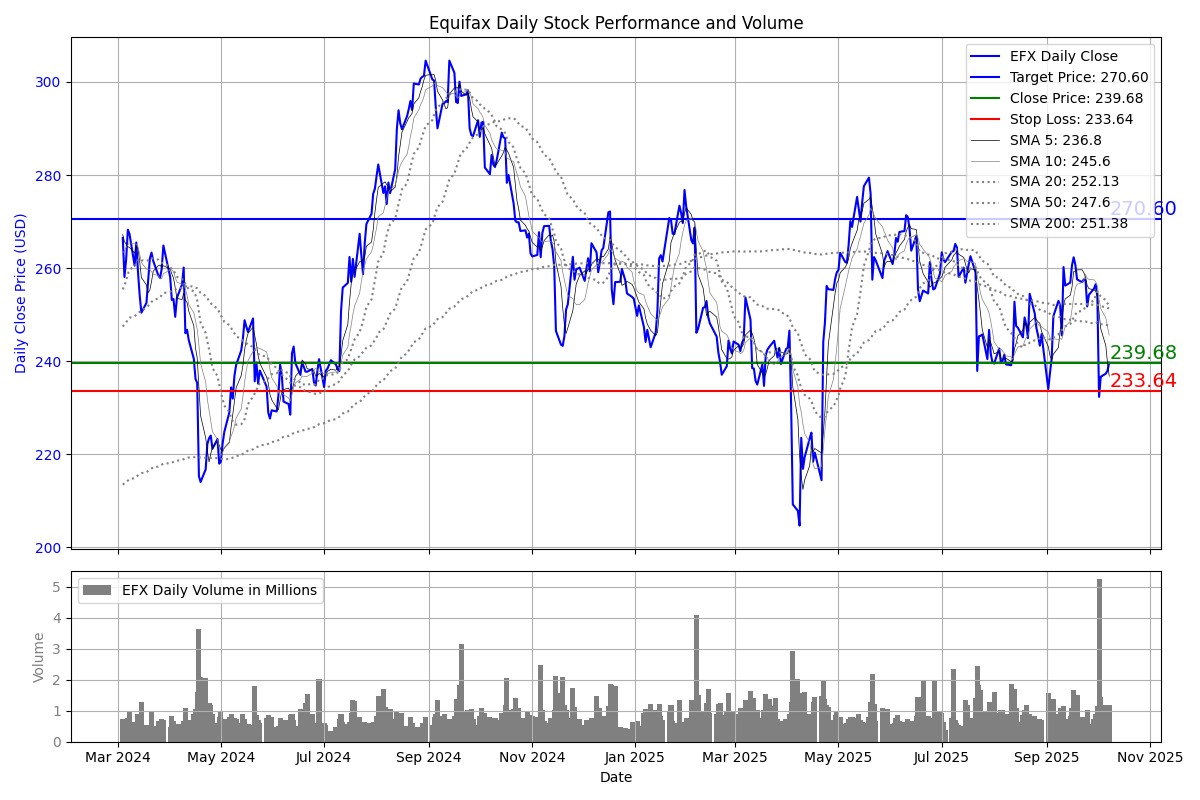 Equifax Daily Stock Performance and Volume
Daily Close Price (USD)
300
280
260
240
220
200
EFX Daily Close
Target Price: 270.60
Close Price: 239.68
Stop Loss: 233.64
SMA 5: 236.8
SMA 10: 245.6
SMA 20: 252.13
SMA 50: 247.6
SMA 200: 251.38
270.60
239.68
233.64
Volume
5
4
3
2
1
0
EFX Daily Volume in Millions
Mar 2024 May 2024 Jul 2024 Sep 2024 Nov 2024 Jan 2025 Mar 2025 May 2025 Jul 2025 Sep 2025 Nov 2025
Date